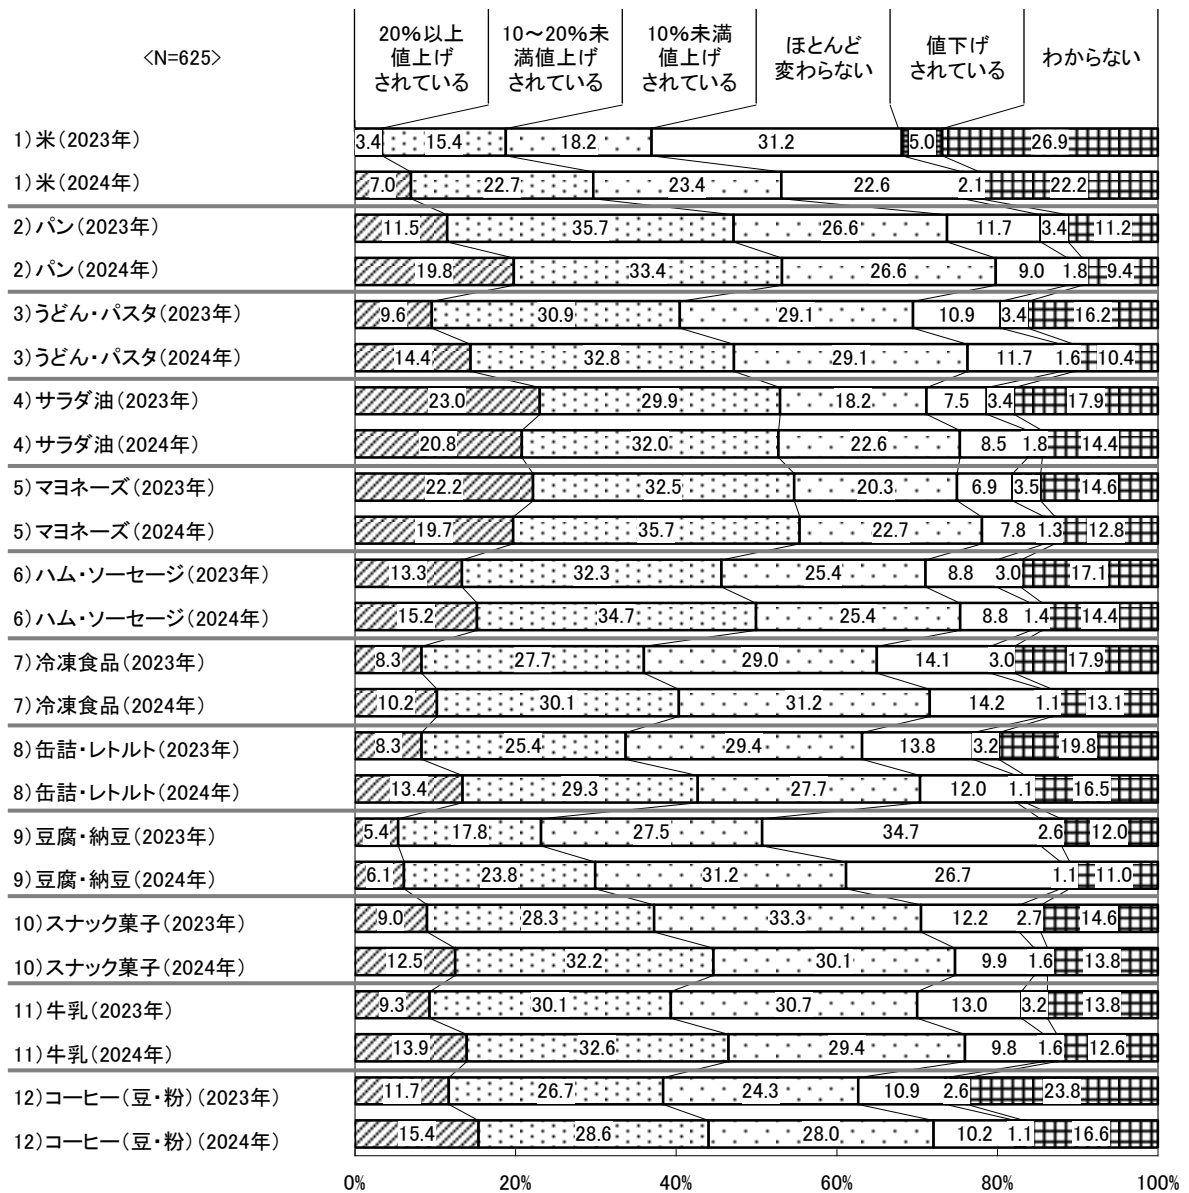 <N=625>
20%以上
値上げ
されている
10～20%未
満値上げ
されている
10%未満
値上げ
されている
ほとんど
変わらない
値下げ
されている
わからない
1)米(2023年) 3.4 15.4 18.2 31.2 5.0 26.9
1)米(2024年) 7.0 22.7 23.4 22.6 2.1 22.2
2)パン(2023年) 11.5 35.7 26.6 11.7 3.4 11.2
2)パン(2024年) 19.8 33.4 26.6 9.0 1.8 9.4
3)うどん・パスタ(2023年) 9.6 30.9 29.1 10.9 3.4 16.2
3)うどん・パスタ(2024年) 14.4 32.8 29.1 11.7 1.6 10.4
4)サラダ油(2023年) 23.0 29.9 18.2 7.5 3.4 17.9
4)サラダ油(2024年) 20.8 32.0 22.6 8.5 1.8 14.4
5)マヨネーズ(2023年) 22.2 32.5 20.3 6.9 3.5 14.6
5)マヨネーズ(2024年) 19.7 35.7 22.7 7.8 1.3 12.8
6)ハム・ソーセージ(2023年) 13.3 32.3 25.4 8.8 3.0 17.1
6)ハム・ソーセージ(2024年) 15.2 34.7 25.4 8.8 1.4 14.4
7)冷凍食品(2023年) 8.3 27.7 29.0 14.1 3.0 17.9
7)冷凍食品(2024年) 10.2 30.1 31.2 14.2 1.1 13.1
8)缶詰・レトルト(2023年) 8.3 25.4 29.4 13.8 3.2 19.8
8)缶詰・レトルト(2024年) 13.4 29.3 27.7 12.0 1.1 16.5
9)豆腐・納豆(2023年) 5.4 17.8 27.5 34.7 2.6 12.0
9)豆腐・納豆(2024年) 6.1 23.8 31.2 26.7 1.1 11.0
10)スナック菓子(2023年) 9.0 28.3 33.3 12.2 2.7 14.6
10)スナック菓子(2024年) 12.5 32.2 30.1 9.9 1.6 13.8
11)牛乳(2023年) 9.3 30.1 30.7 13.0 3.2 13.8
11)牛乳(2024年) 13.9 32.6 29.4 9.8 1.6 12.6
12)コーヒー(豆・粉)(2023年) 11.7 26.7 24.3 10.9 2.6 23.8
12)コーヒー(豆・粉)(2024年) 15.4 28.6 28.0 10.2 1.1 16.6
0% 20% 40% 60% 80% 100%